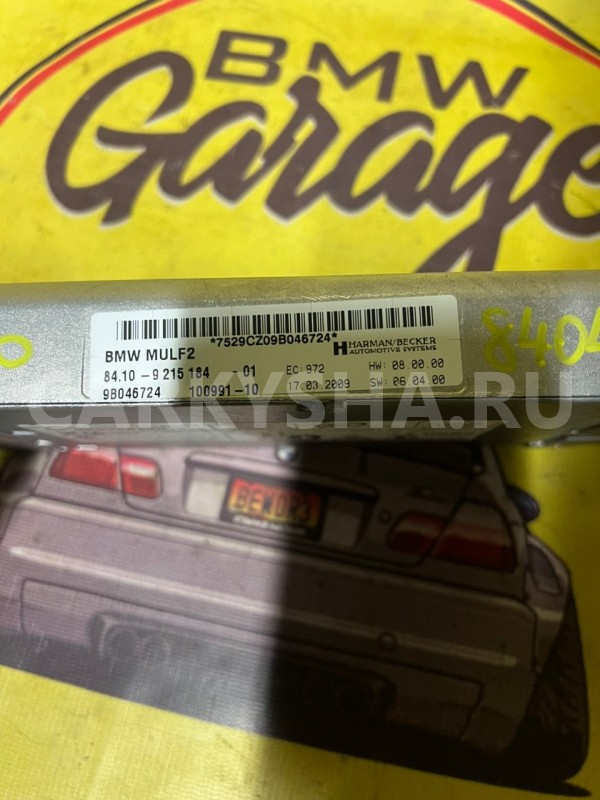 BMW
Garage
*7529CZ09B046724*
BMW MULF2
HARMAN/BECKER
AUTOMOTIVE SYSTEMS
84.10-9 215 184 -01 EC:972 HW: 08.00.00
9B046724 100991-10 17.03.2009 SW: 06.04.00
CARKYSHA.RU